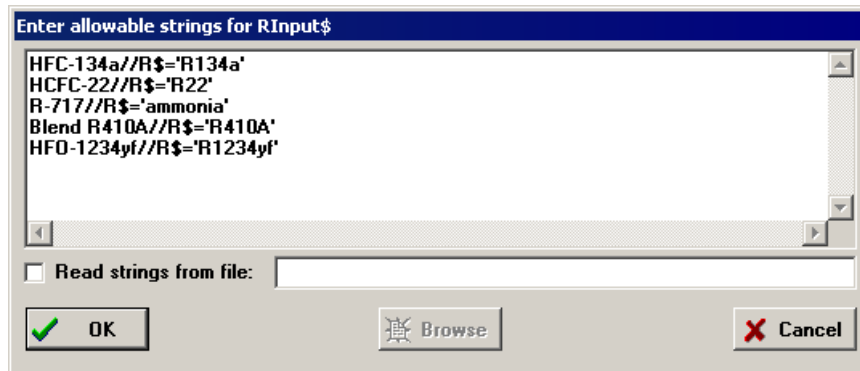 Enter allowable strings for RInput$
HFC-134a//R$='R134a'
HCFC-22//R$='R22'
R-717//R$='ammonia'
Blend R410A//R$='R410A'
HFO-1234yf//R$='R1234yf'
Read strings from file:
OK
Browse
Cancel